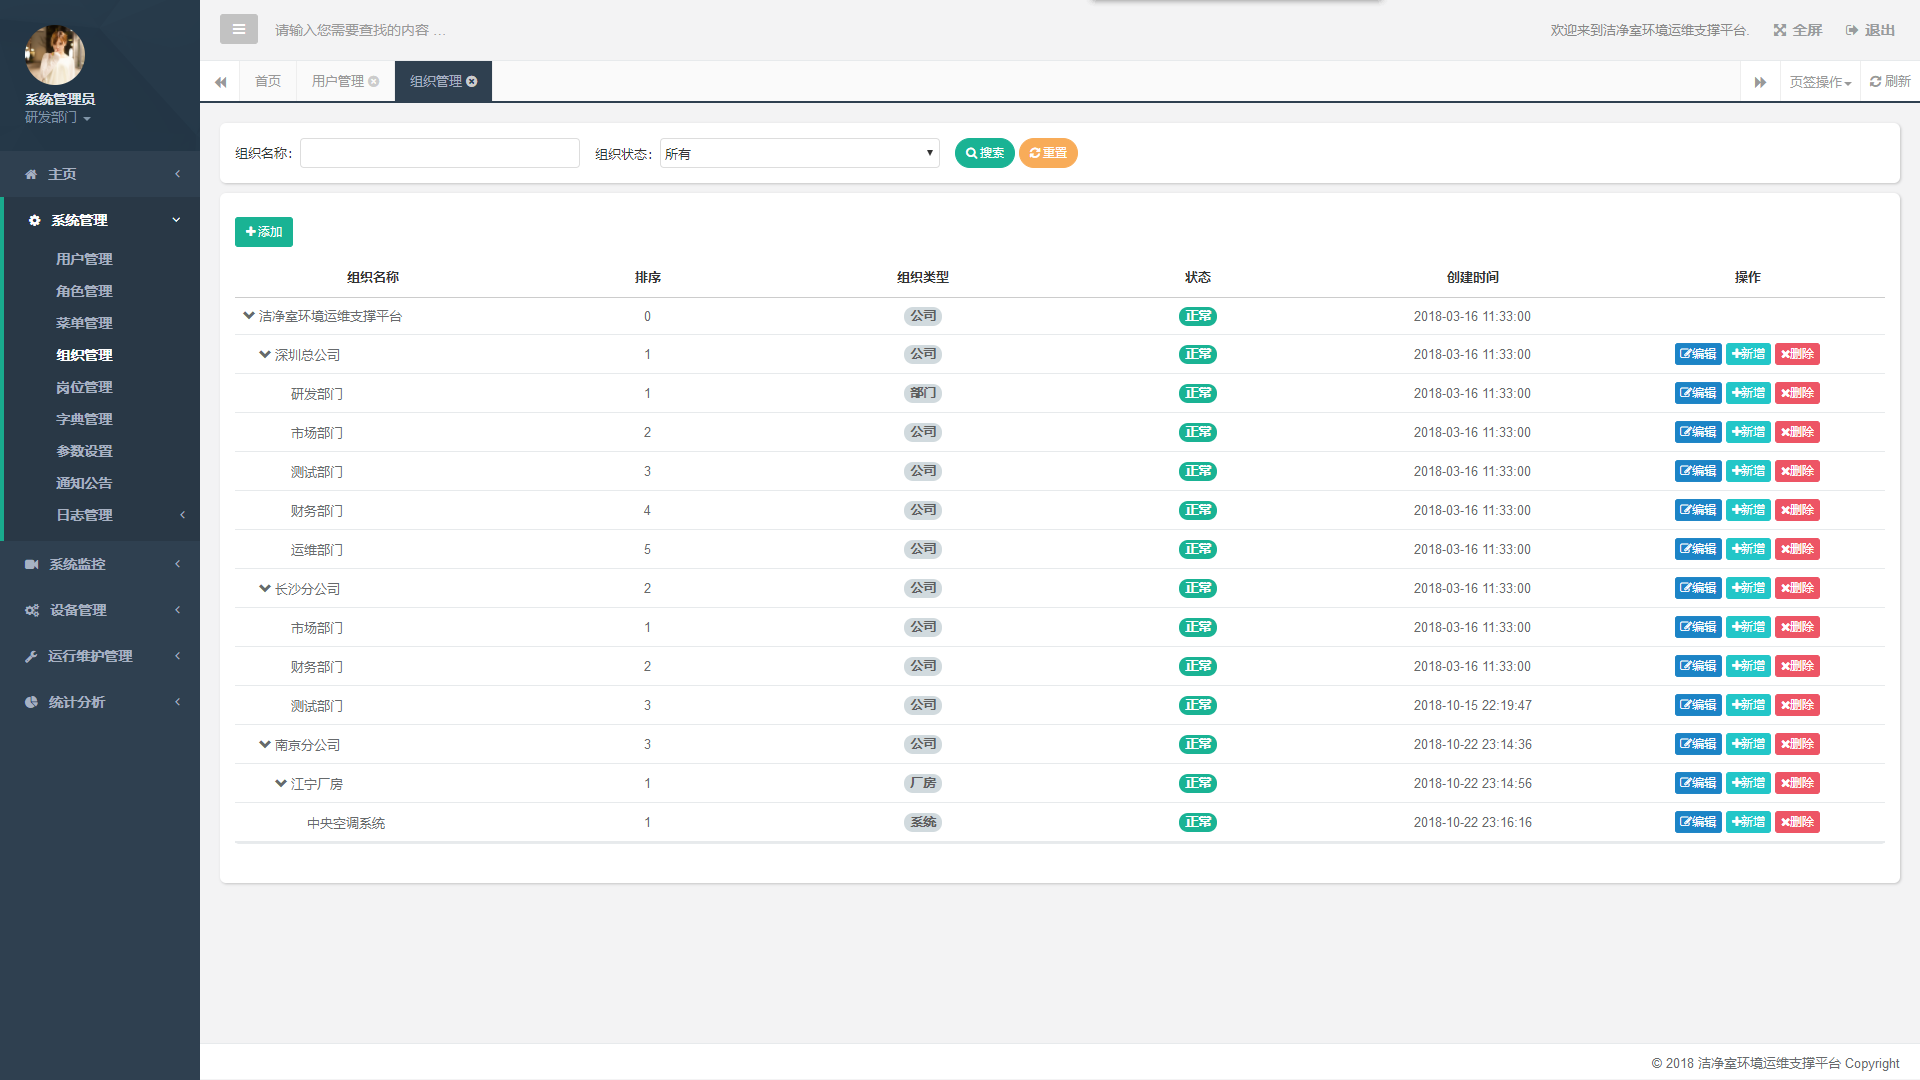 系统管理员
研发部门
主页
系统管理
用户管理
角色管理
菜单管理
组织管理
岗位管理
字典管理
参数设置
通知公告
日志管理
系统监控
设备管理
运行维护管理
统计分析
请输入您需要查找的内容 …
欢迎来到洁净室环境运维支撑平台. 全屏 退出
首页 用户管理 组织管理 页签操作 刷新
组织名称: 组织状态: 所有 搜索 重置
添加
组织名称 排序 组织类型 状态 创建时间 操作
洁净室环境运维支撑平台 0 公司 正常 2018-03-16 11:33:00
深圳总公司 1 公司 正常 2018-03-16 11:33:00 编辑 新增 删除
研发部门 1 部门 正常 2018-03-16 11:33:00 编辑 新增 删除
市场部门 2 公司 正常 2018-03-16 11:33:00 编辑 新增 删除
测试部门 3 公司 正常 2018-03-16 11:33:00 编辑 新增 删除
财务部门 4 公司 正常 2018-03-16 11:33:00 编辑 新增 删除
运维部门 5 公司 正常 2018-03-16 11:33:00 编辑 新增 删除
长沙分公司 2 公司 正常 2018-03-16 11:33:00 编辑 新增 删除
市场部门 1 公司 正常 2018-03-16 11:33:00 编辑 新增 删除
财务部门 2 公司 正常 2018-03-16 11:33:00 编辑 新增 删除
测试部门 3 公司 正常 2018-10-15 22:19:47 编辑 新增 删除
南京分公司 3 公司 正常 2018-10-22 23:14:36 编辑 新增 删除
江宁厂房 1 厂房 正常 2018-10-22 23:14:56 编辑 新增 删除
中央空调系统 1 系统 正常 2018-10-22 23:16:16 编辑 新增 删除
© 2018 洁净室环境运维支撑平台 Copyright